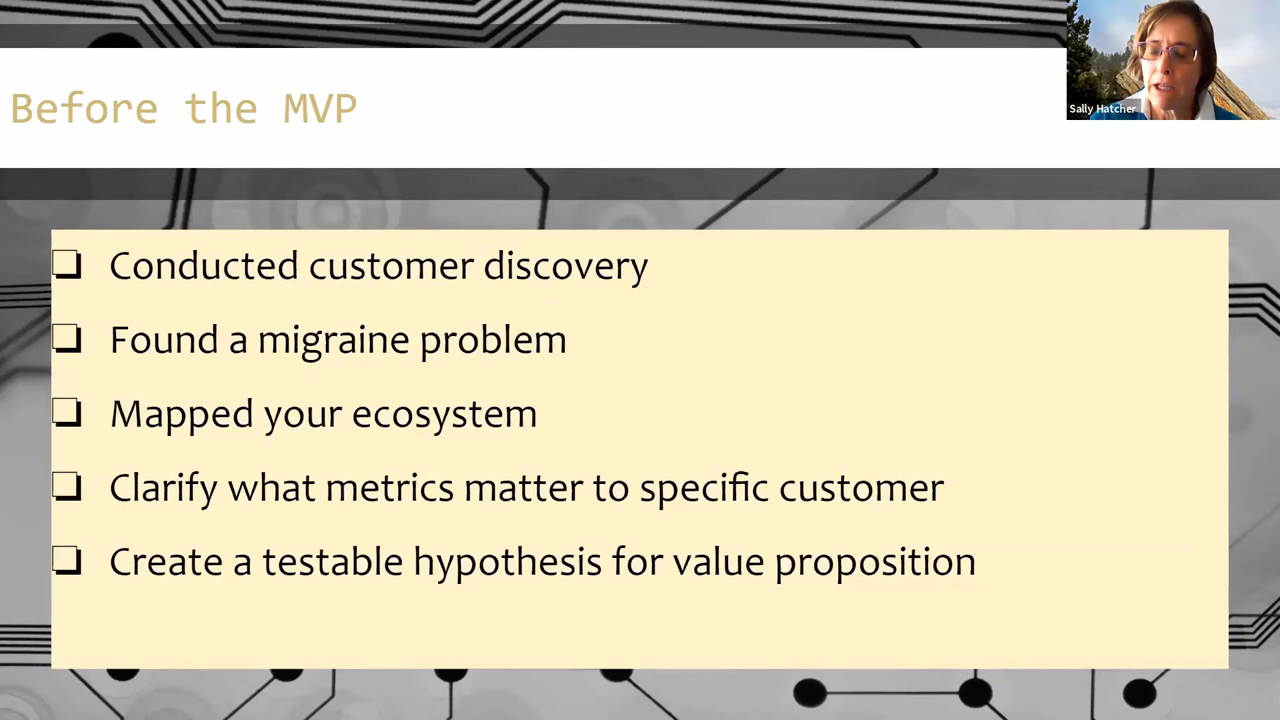 Before the MVP
Sally Hatcher
Conducted customer discovery
Found a migraine problem
Mapped your ecosystem
Clarify what metrics matter to specific customer
Create a testable hypothesis for value proposition